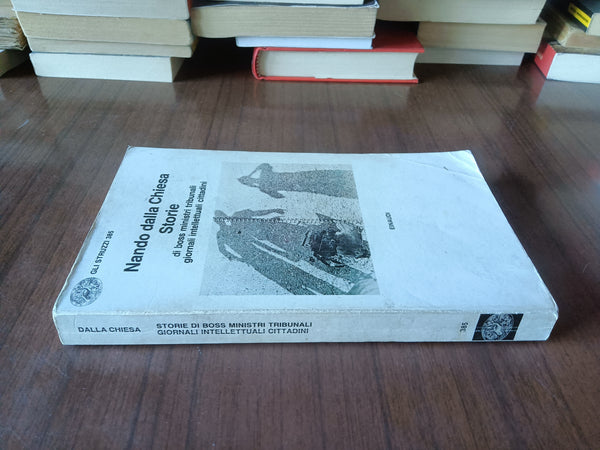 GLI STRUZZI 385
Nando dalla Chiesa
Storie
di boss ministri tribunali
giornali intellettuali cittadini
EINAUDI
DALLA CHIESA
STORIE DI BOSS MINISTRI TRIBUNALI
GIORNALI INTELLETTUALI CITTADINI
385